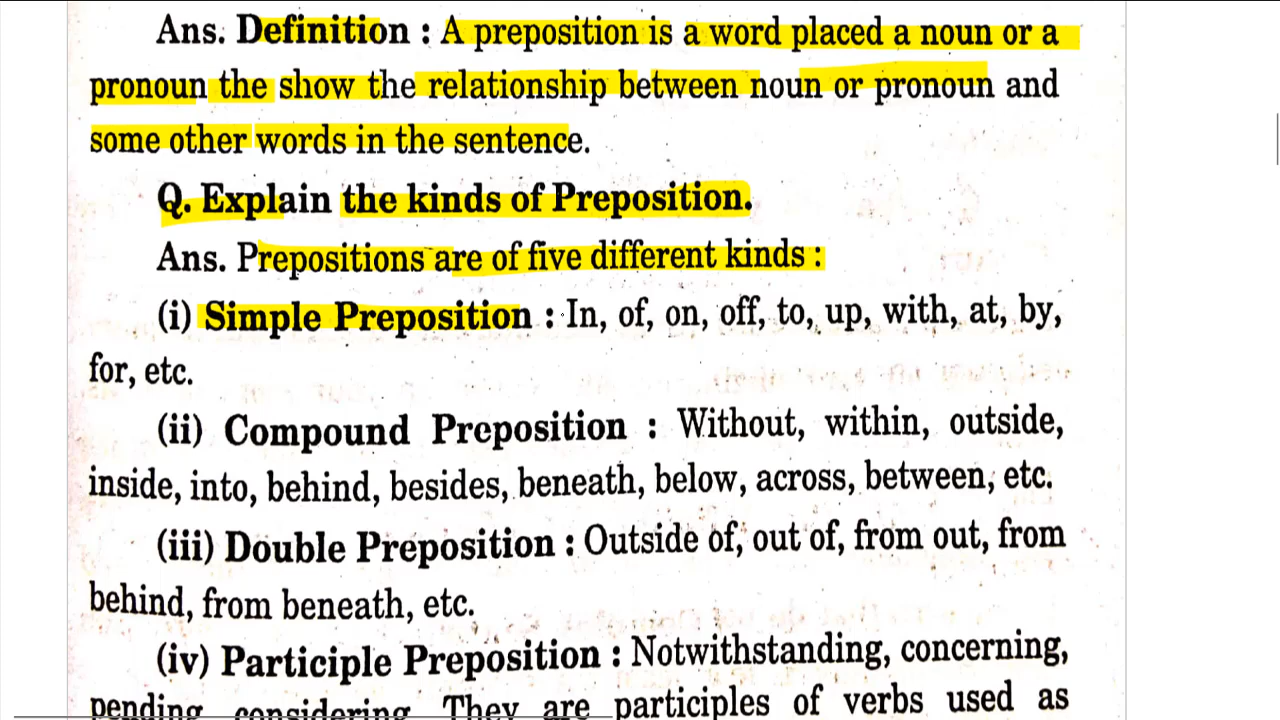 Ans. Definition : A preposition is a word placed a noun or a
pronoun the show the relationship between noun or pronoun and
some other words in the sentence.
Q. Explain the kinds of Preposition.
Ans. Prepositions are of five different kinds :
(i) Simple Preposition : In, of, on, off, to, up, with, at, by,
for, etc.
(ii) Compound Preposition : Without, within, outside,
inside, into, behind, besides, beneath, below, across, between, etc.
(iii) Double Preposition : Outside of, out of, from out, from
behind, from beneath, etc.
(iv) Participle Preposition : Notwithstanding, concerning,
pending considering. They are participles of verbs used as